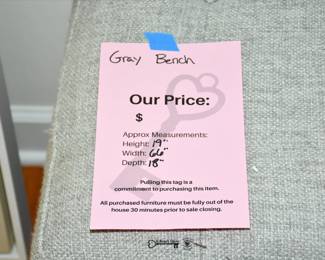 Gray Bench
Our Price:
$
Approx Measurements:
Height: 19"
Width: 66"
Depth: 18"
Pulling this tag is a
commitment to purchasing this item.
All purchased furniture must be fully out of the
house 30 minutes prior to sale closing.